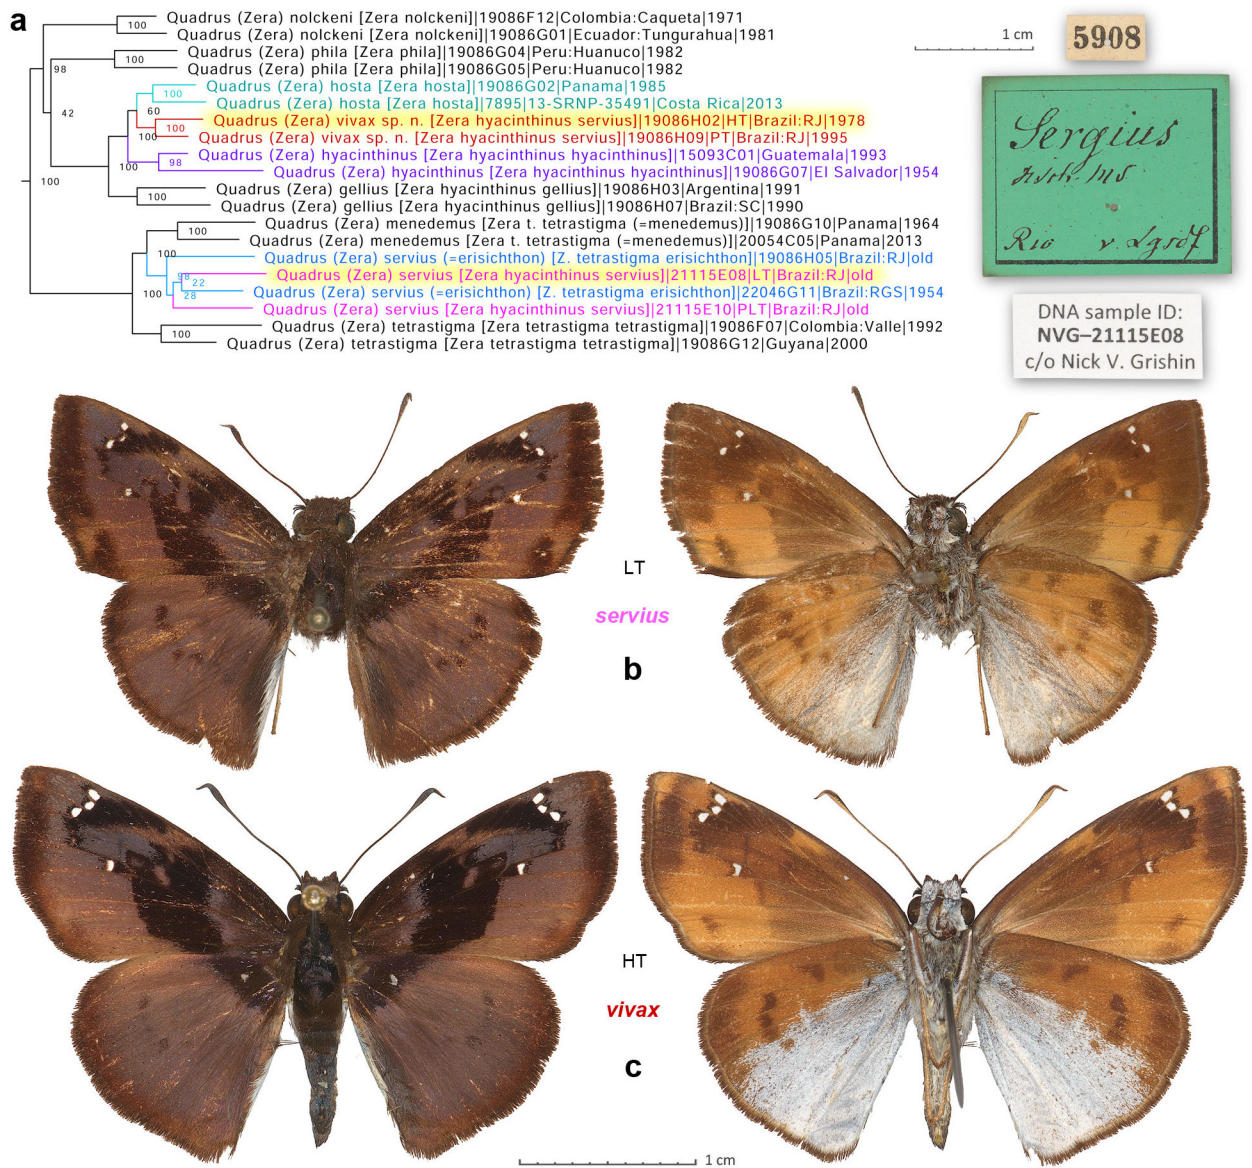 a
Quadrus (Zera) nolckeni [Zera nolckeni]|19086F12|Colombia:Caqueta|1971
100
Quadrus (Zera) nolckeni [Zera nolckeni]|19086G01|Ecuador:Tungurahua|1981
Quadrus (Zera) phila [Zera phila]|19086G04|Peru:Huanuco|1982
100
98
Quadrus (Zera) phila [Zera phila]|19086G05|Peru:Huanuco|1982
Quadrus (Zera) hosta [Zera hosta]|19086G02|Panama|1985
100
Quadrus (Zera) hosta [Zera hosta]|7895|13-SRNP-35491|Costa Rica|2013
42
60
Quadrus (Zera) vivax sp. n. [Zera hyacinthinus servius]|19086H02|HT|Brazil:RJ|1978
100
100
Quadrus (Zera) vivax sp. n. [Zera hyacinthinus servius]|19086H09|PT|Brazil:RJ|1995
Quadrus (Zera) hyacinthinus [Zera hyacinthinus hyacinthinus]|15093C01|Guatemala|1993
100
98
Quadrus (Zera) hyacinthinus [Zera hyacinthinus hyacinthinus]|19086G07|El Salvador|1954
100
Quadrus (Zera) gellius [Zera hyacinthinus gellius]|19086H03|Argentina|1991
100
Quadrus (Zera) gellius [Zera hyacinthinus gellius]|19086H07|Brazil:SC|1990
Quadrus (Zera) menedemus [Zera t. tetrastigma (=menedemus)]|19086G10|Panama|1964
100
Quadrus (Zera) menedemus [Zera t. tetrastigma (=menedemus)]|20054C05|Panama|2013
100
Quadrus (Zera) servius (=erisichthon) [Z. tetrastigma erisichthon]|19086H05|Brazil:RJ|old
Quadrus (Zera) servius [Zera hyacinthinus servius]|21115E08|LT|Brazil:RJ|old
98
22
100
28
Quadrus (Zera) servius (=erisichthon) [Z. tetrastigma erisichthon]|22046G11|Brazil:RGS|1954
Quadrus (Zera) servius [Zera hyacinthinus servius]|21115E10|PLT|Brazil:RJ|old
Quadrus (Zera) tetrastigma [Zera tetrastigma tetrastigma]|19086F07|Colombia:Valle|1992
100
Quadrus (Zera) tetrastigma [Zera tetrastigma tetrastigma]|19086G12|Guyana|2000
1 cm
5908
Sergius
Hsch. ms
Rio v. Lgsdf
DNA sample ID:
NVG–21115E08
c/o Nick V. Grishin
LT
servius
b
HT
vivax
c
1 cm